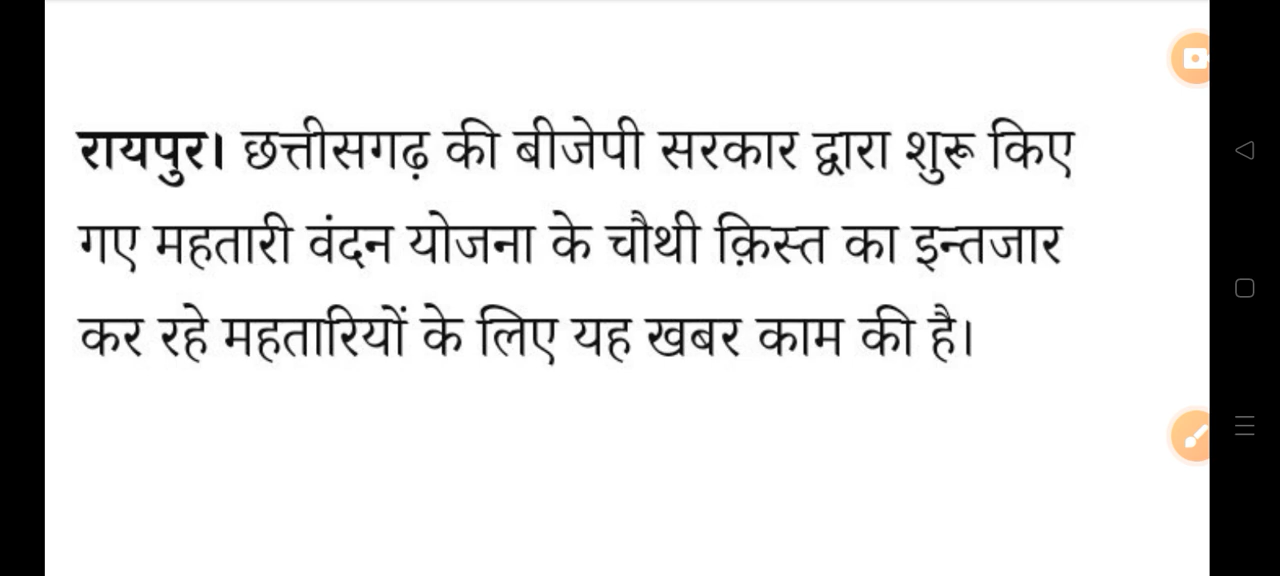 रायपुर। छत्तीसगढ़ की बीजेपी सरकार द्वारा शुरू किए
गए महतारी वंदन योजना के चौथी क़िस्त का इन्तजार
कर रहे महतारियों के लिए यह खबर काम की है।